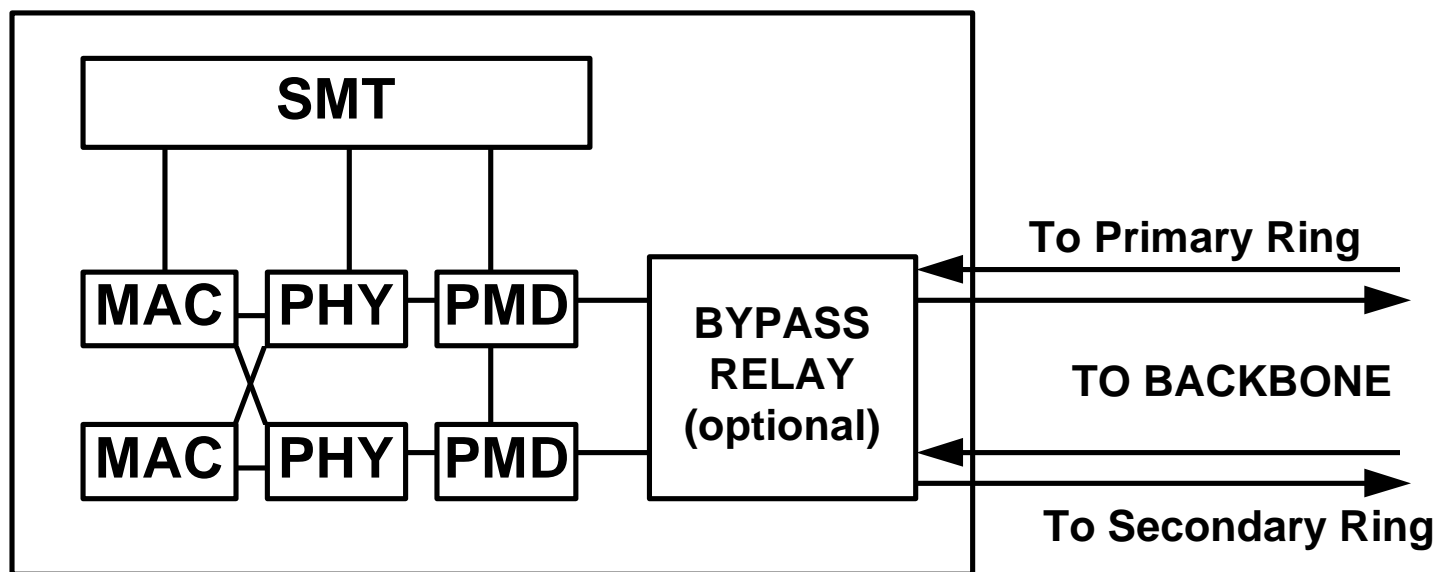 SMT
To Primary Ring
MAC
PHY
PMD
BYPASS
RELAY
(optional)
TO BACKBONE
MAC
PHY
PMD
To Secondary Ring